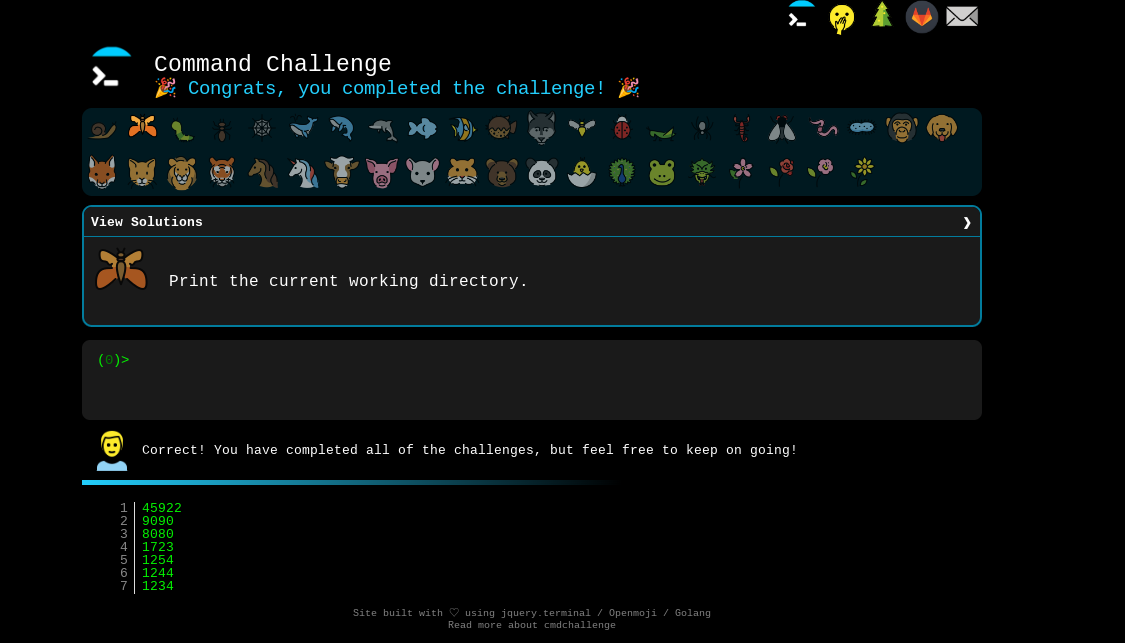 Command Challenge
🎉 Congrats, you completed the challenge! 🎉
View Solutions ❯
Print the current working directory.
(0)>
Correct! You have completed all of the challenges, but feel free to keep on going!
1 45922
2 9090
3 8080
4 1723
5 1254
6 1244
7 1234
Site built with ♡ using jquery.terminal / Openmoji / Golang
Read more about cmdchallenge